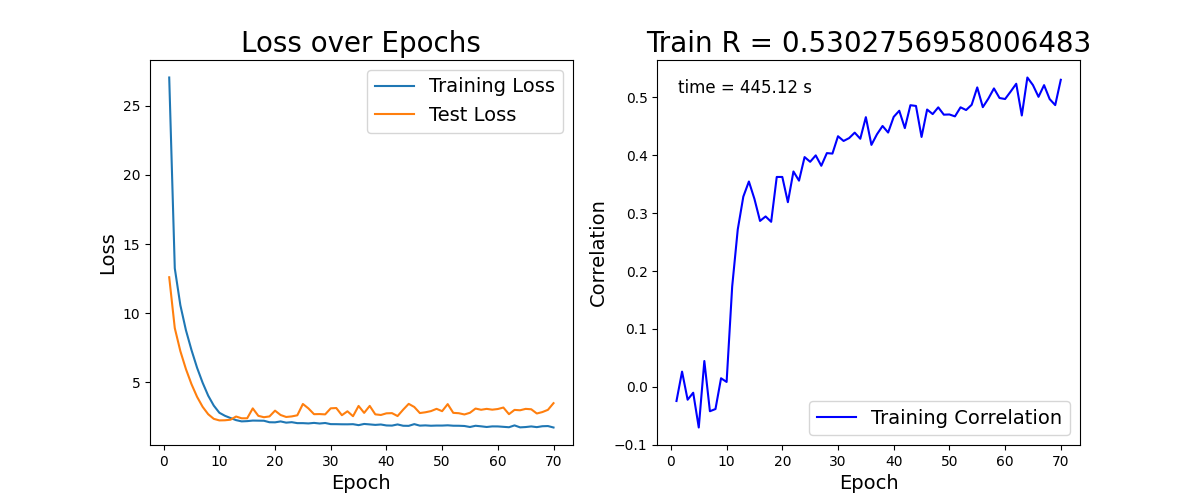 Loss over Epochs
Training Loss
Test Loss
25
20
15
10
5
0
10
20
30
40
50
60
70
Loss
Epoch
Train R = 0.5302756958006483
time = 445.12 s
0.5
0.4
0.3
0.2
0.1
0.0
−0.1
Training Correlation
0
10
20
30
40
50
60
70
Correlation
Epoch